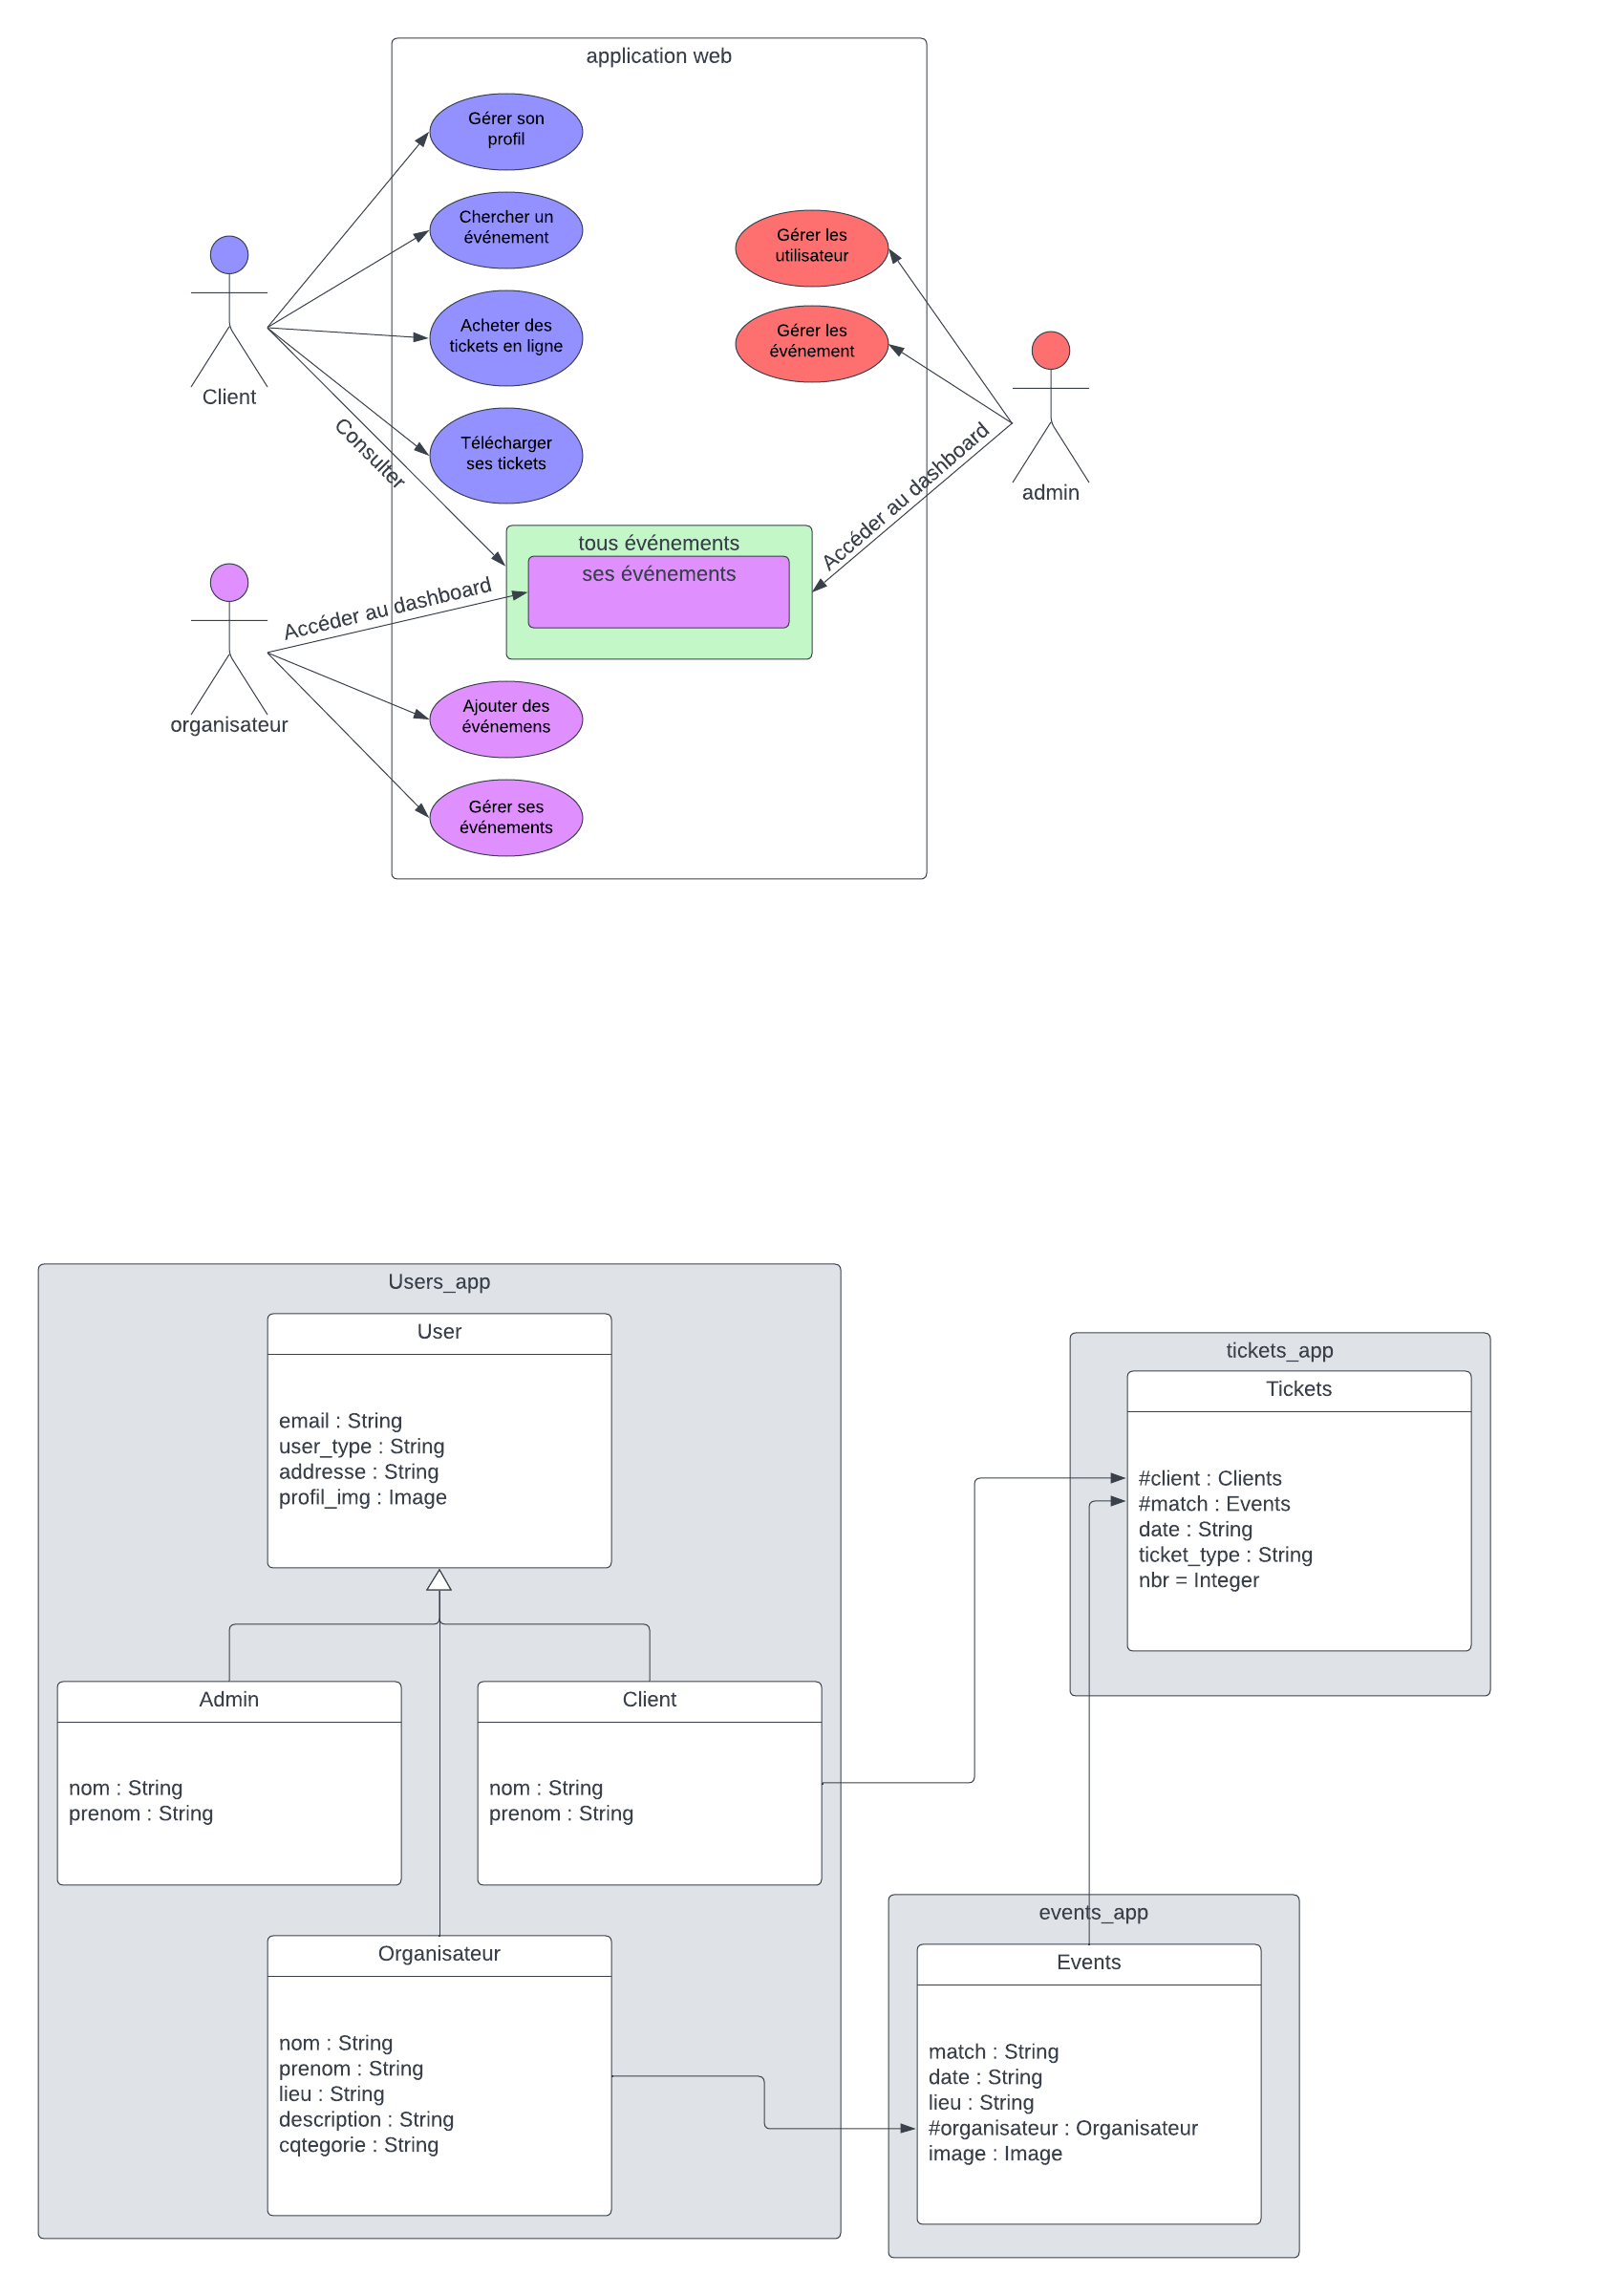 application web
Gérer son
profil
Chercher un
événement
Acheter des
tickets en ligne
Télécharger
ses tickets
Gérer les
utilisateur
Gérer les
événement
Client
admin
Consulter
Accéder au dashboard
tous événements
ses événements
Accéder au dashboard
organisateur
Ajouter des
événemens
Gérer ses
événements
Users_app
User
email : String
user_type : String
addresse : String
profil_img : Image
Admin
nom : String
prenom : String
Client
nom : String
prenom : String
Organisateur
nom : String
prenom : String
lieu : String
description : String
cqtegorie : String
tickets_app
Tickets
#client : Clients
#match : Events
date : String
ticket_type : String
nbr = Integer
events_app
Events
match : String
date : String
lieu : String
#organisateur : Organisateur
image : Image